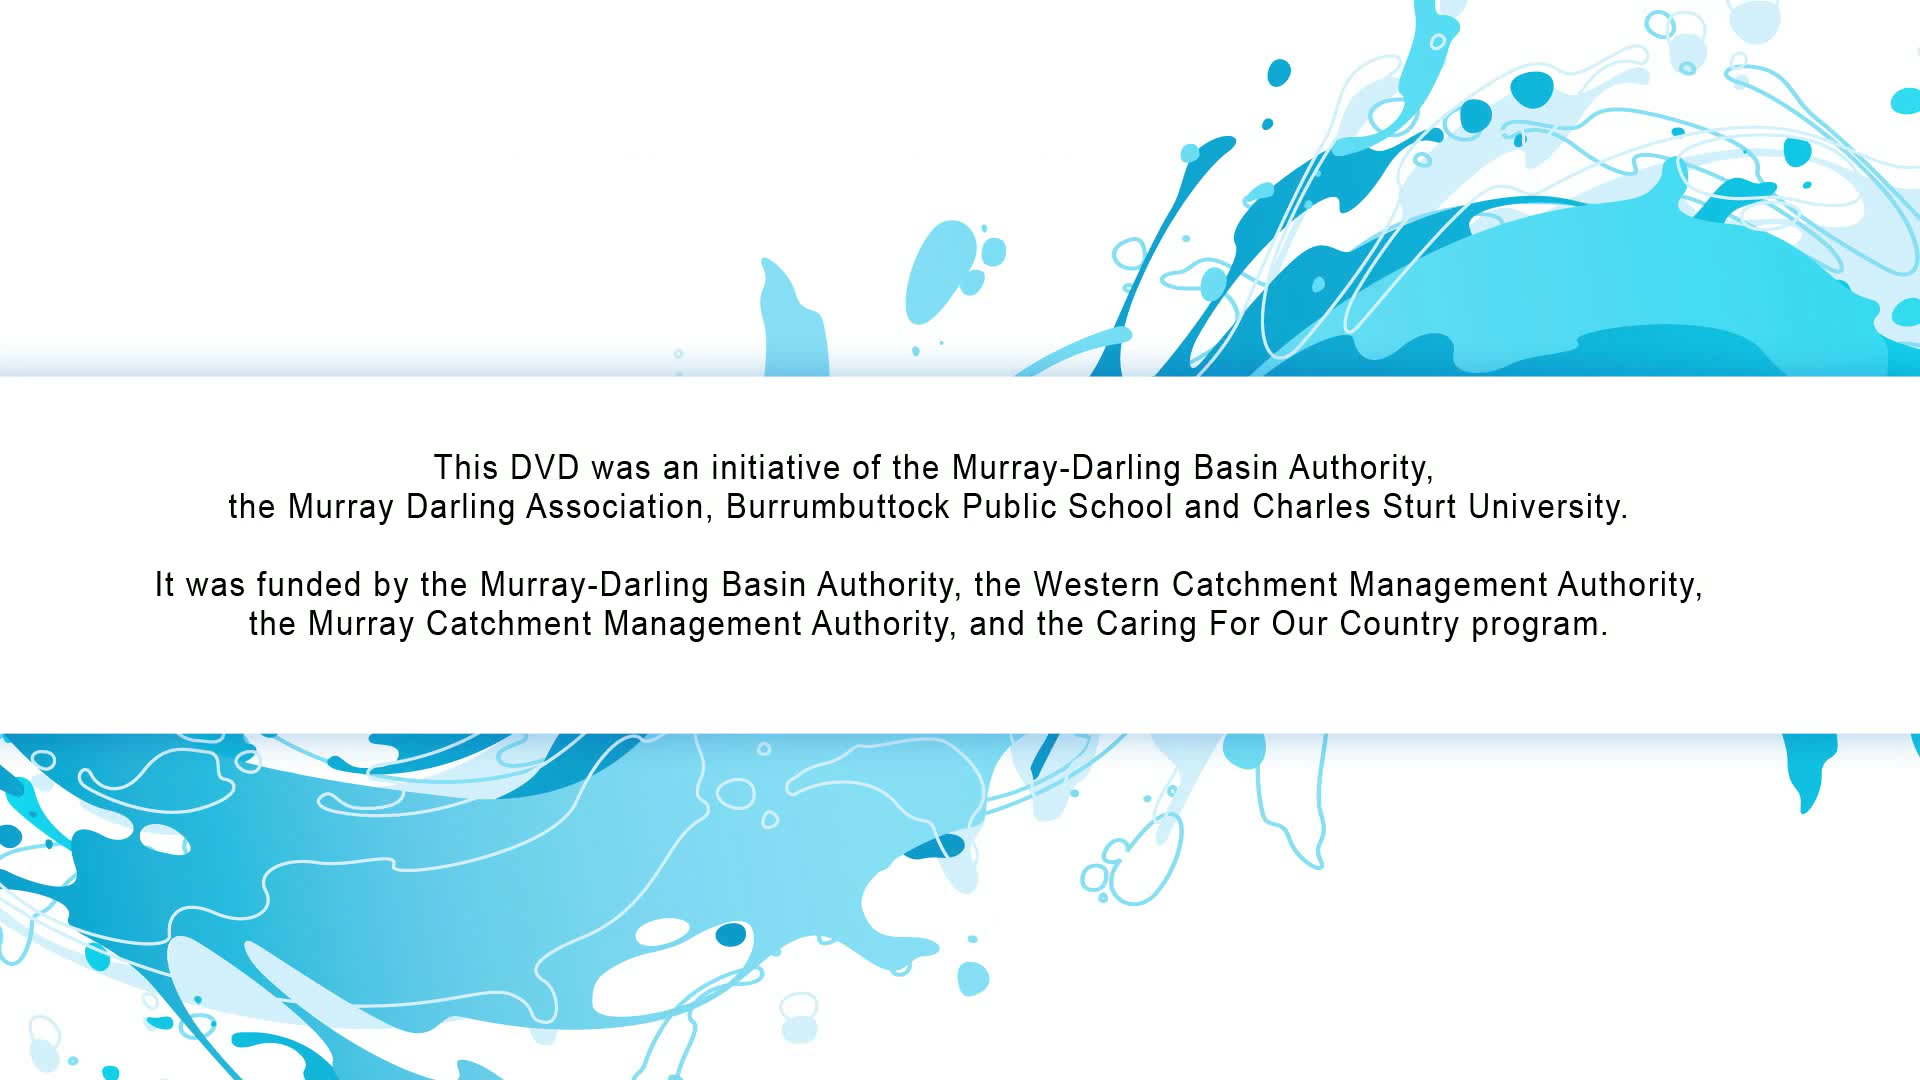 This DVD was an initiative of the Murray-Darling Basin Authority,
the Murray Darling Association, Burrumbuttock Public School and Charles Sturt University.
It was funded by the Murray-Darling Basin Authority, the Western Catchment Management Authority,
the Murray Catchment Management Authority, and the Caring For Our Country program.